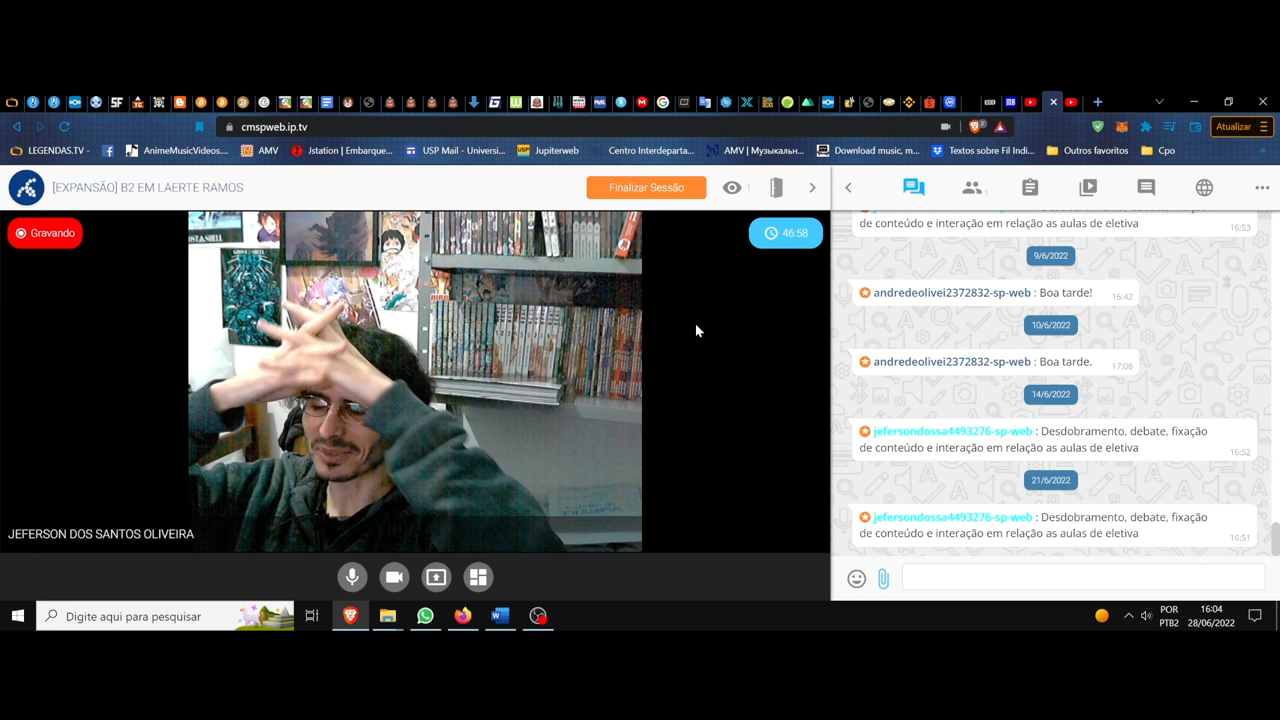 cmspweb.ip.tv
2
Atualizar
LEGENDAS.TV -
AnimeMusicVideos...
AMV
Jstation | Embarque...
USP Mail - Universi...
Jupiterweb
Centro Interdeparta...
AMV | Музыкальн...
Download music, m...
Textos sobre Fil Indi...
Outros favoritos
Cpo
[EXPANSÃO] B2 EM LAERTE RAMOS
Finalizar Sessão
1
1
Gravando
46:58
JEFERSON DOS SANTOS OLIVEIRA
de conteúdo e interação em relação as aulas de eletiva
16:53
9/6/2022
andredeolivei2372832-sp-web : Boa tarde!
16:42
10/6/2022
andredeolivei2372832-sp-web : Boa tarde.
17:08
14/6/2022
jefersondossa4493276-sp-web : Desdobramento, debate, fixação
de conteúdo e interação em relação as aulas de eletiva
16:52
21/6/2022
jefersondossa4493276-sp-web : Desdobramento, debate, fixação
de conteúdo e interação em relação as aulas de eletiva
16:51
Digite aqui para pesquisar
POR
PTB2
16:04
28/06/2022